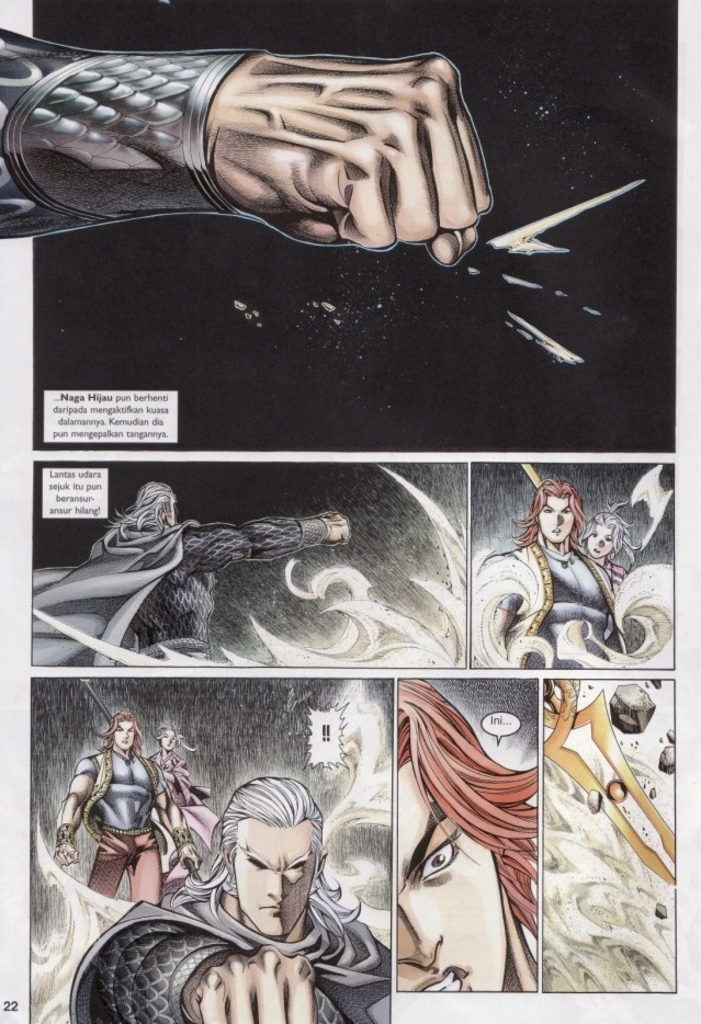 ...Naga Hijau pun berhenti
daripada mengaktifkan kuasa
dalamannya. Kemudian dia
pun mengepalkan tangannya.
Lantas udara
sejuk itu pun
beransur-
ansur hilang!
!!
Ini...
22